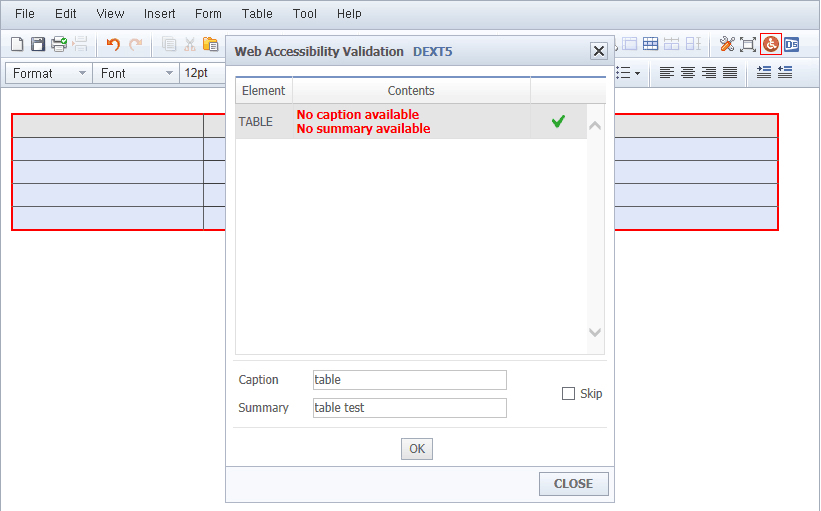 File Edit View Insert Form Table Tool Help
D5
Format Font 12pt
Web Accessibility Validation DEXT5
Element Contents
TABLE
No caption available
No summary available
Caption table
Skip
Summary table test
OK
CLOSE